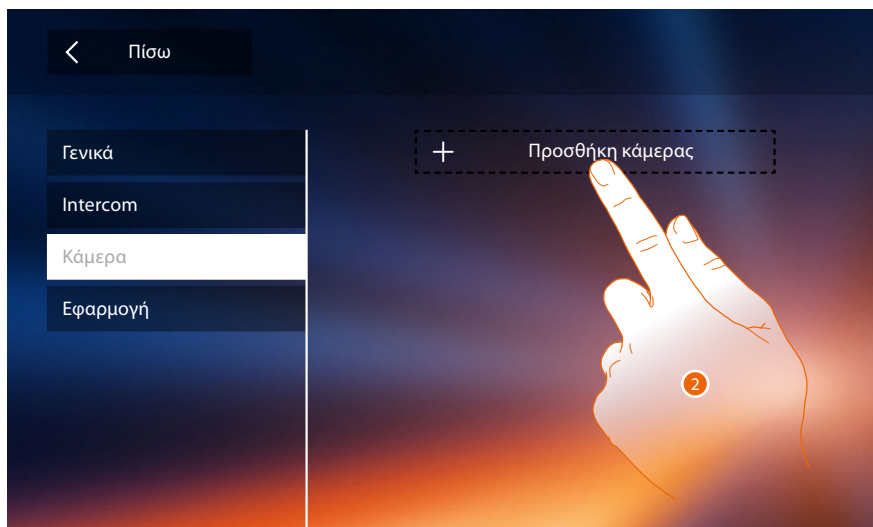 Πίσω
Γενικά
Intercom
Κάμερα
Εφαρμογή
+ Προσθήκη κάμερας
2